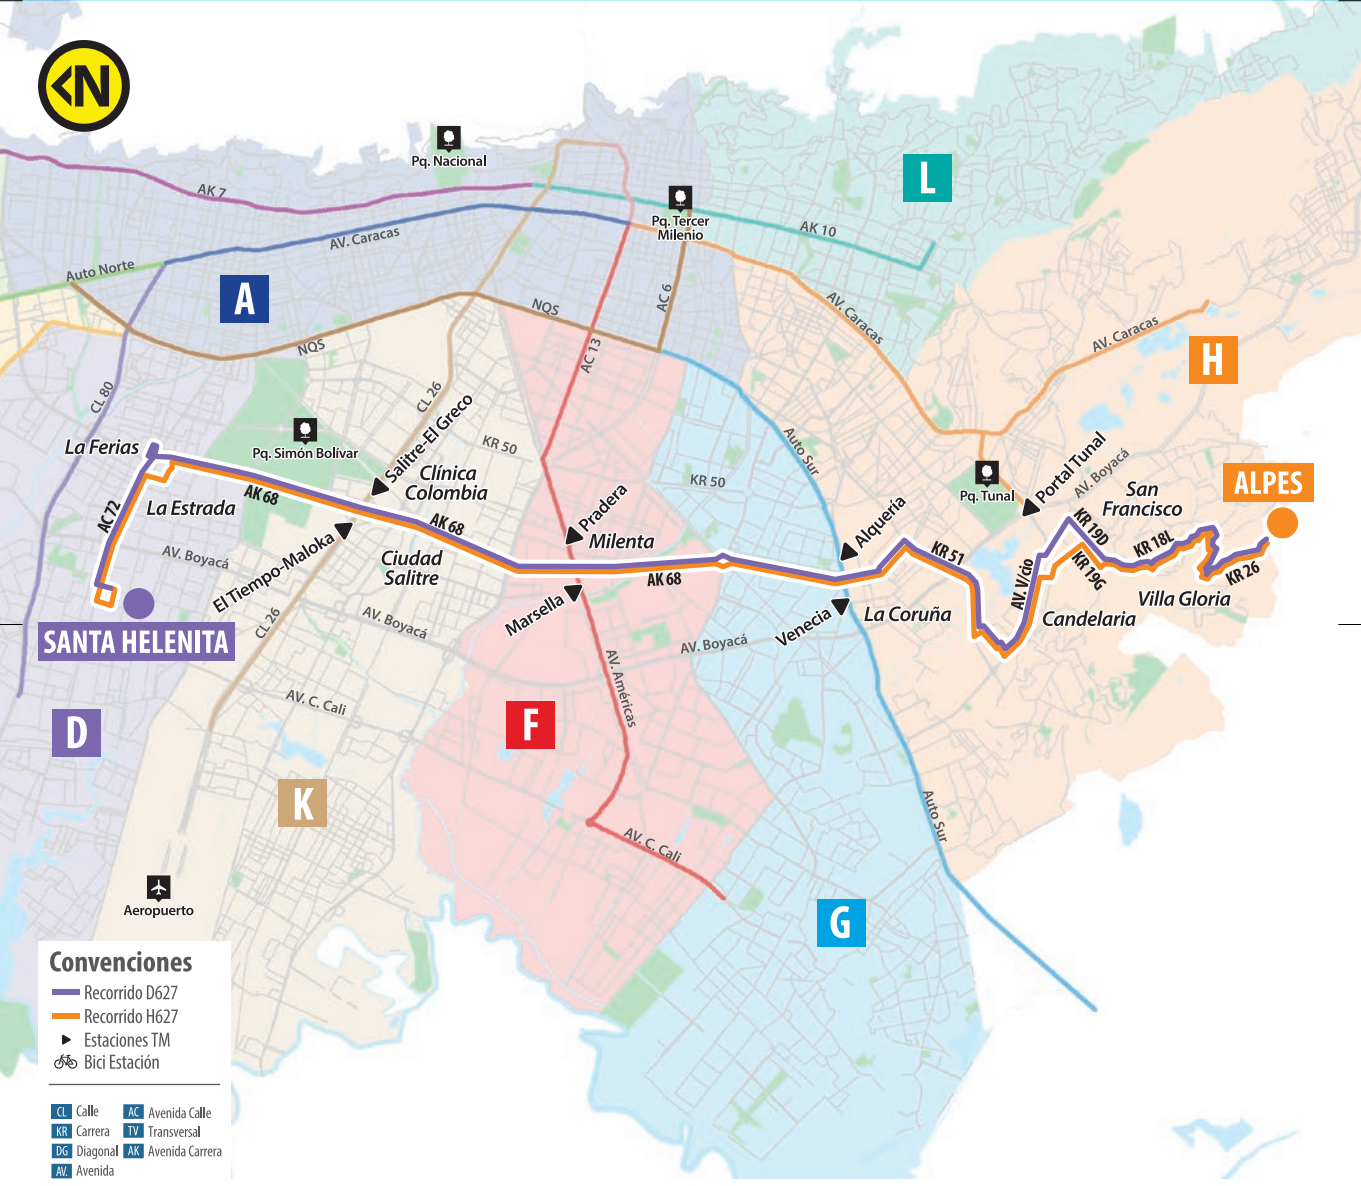 N
Pq. Nacional
L
AK 7
Pq. Tercer
Milenio
AK 10
AV. Caracas
Auto Norte
A
AC 6
NQS
AV. Caracas
AV. Caracas
NQS
AC 13
H
CL 80
CL 26
Salitre-El Greco
La Ferias
Pq. Simón Bolívar
KR 50
Auto Sur
Portal Tunal
AV. Boyacá
Clínica
Colombia
KR 50
Pq. Tunal
San
Francisco
ALPES
AK 68
La Estrada
AC 72
AK 68
Pradera
Milenta
Alquería
KR 19D
KR 18L
AV. Boyacá
El Tiempo-Maloka
Ciudad
Salitre
AK 68
KR 51
AV. V/cio
KR 19G
KR 26
Marsella
Venecia
La Coruña
Candelaria
Villa Gloria
CL 26
AV. Boyacá
AV. Boyacá
SANTA HELENITA
AV. Américas
AV. C. Cali
D
F
K
Auto Sur
AV. C. Cali
Aeropuerto
G
Convenciones
Recorrido D627
Recorrido H627
Estaciones TM
Bici Estación
CL Calle
AC Avenida Calle
KR Carrera
TV Transversal
DG Diagonal
AK Avenida Carrera
AV. Avenida